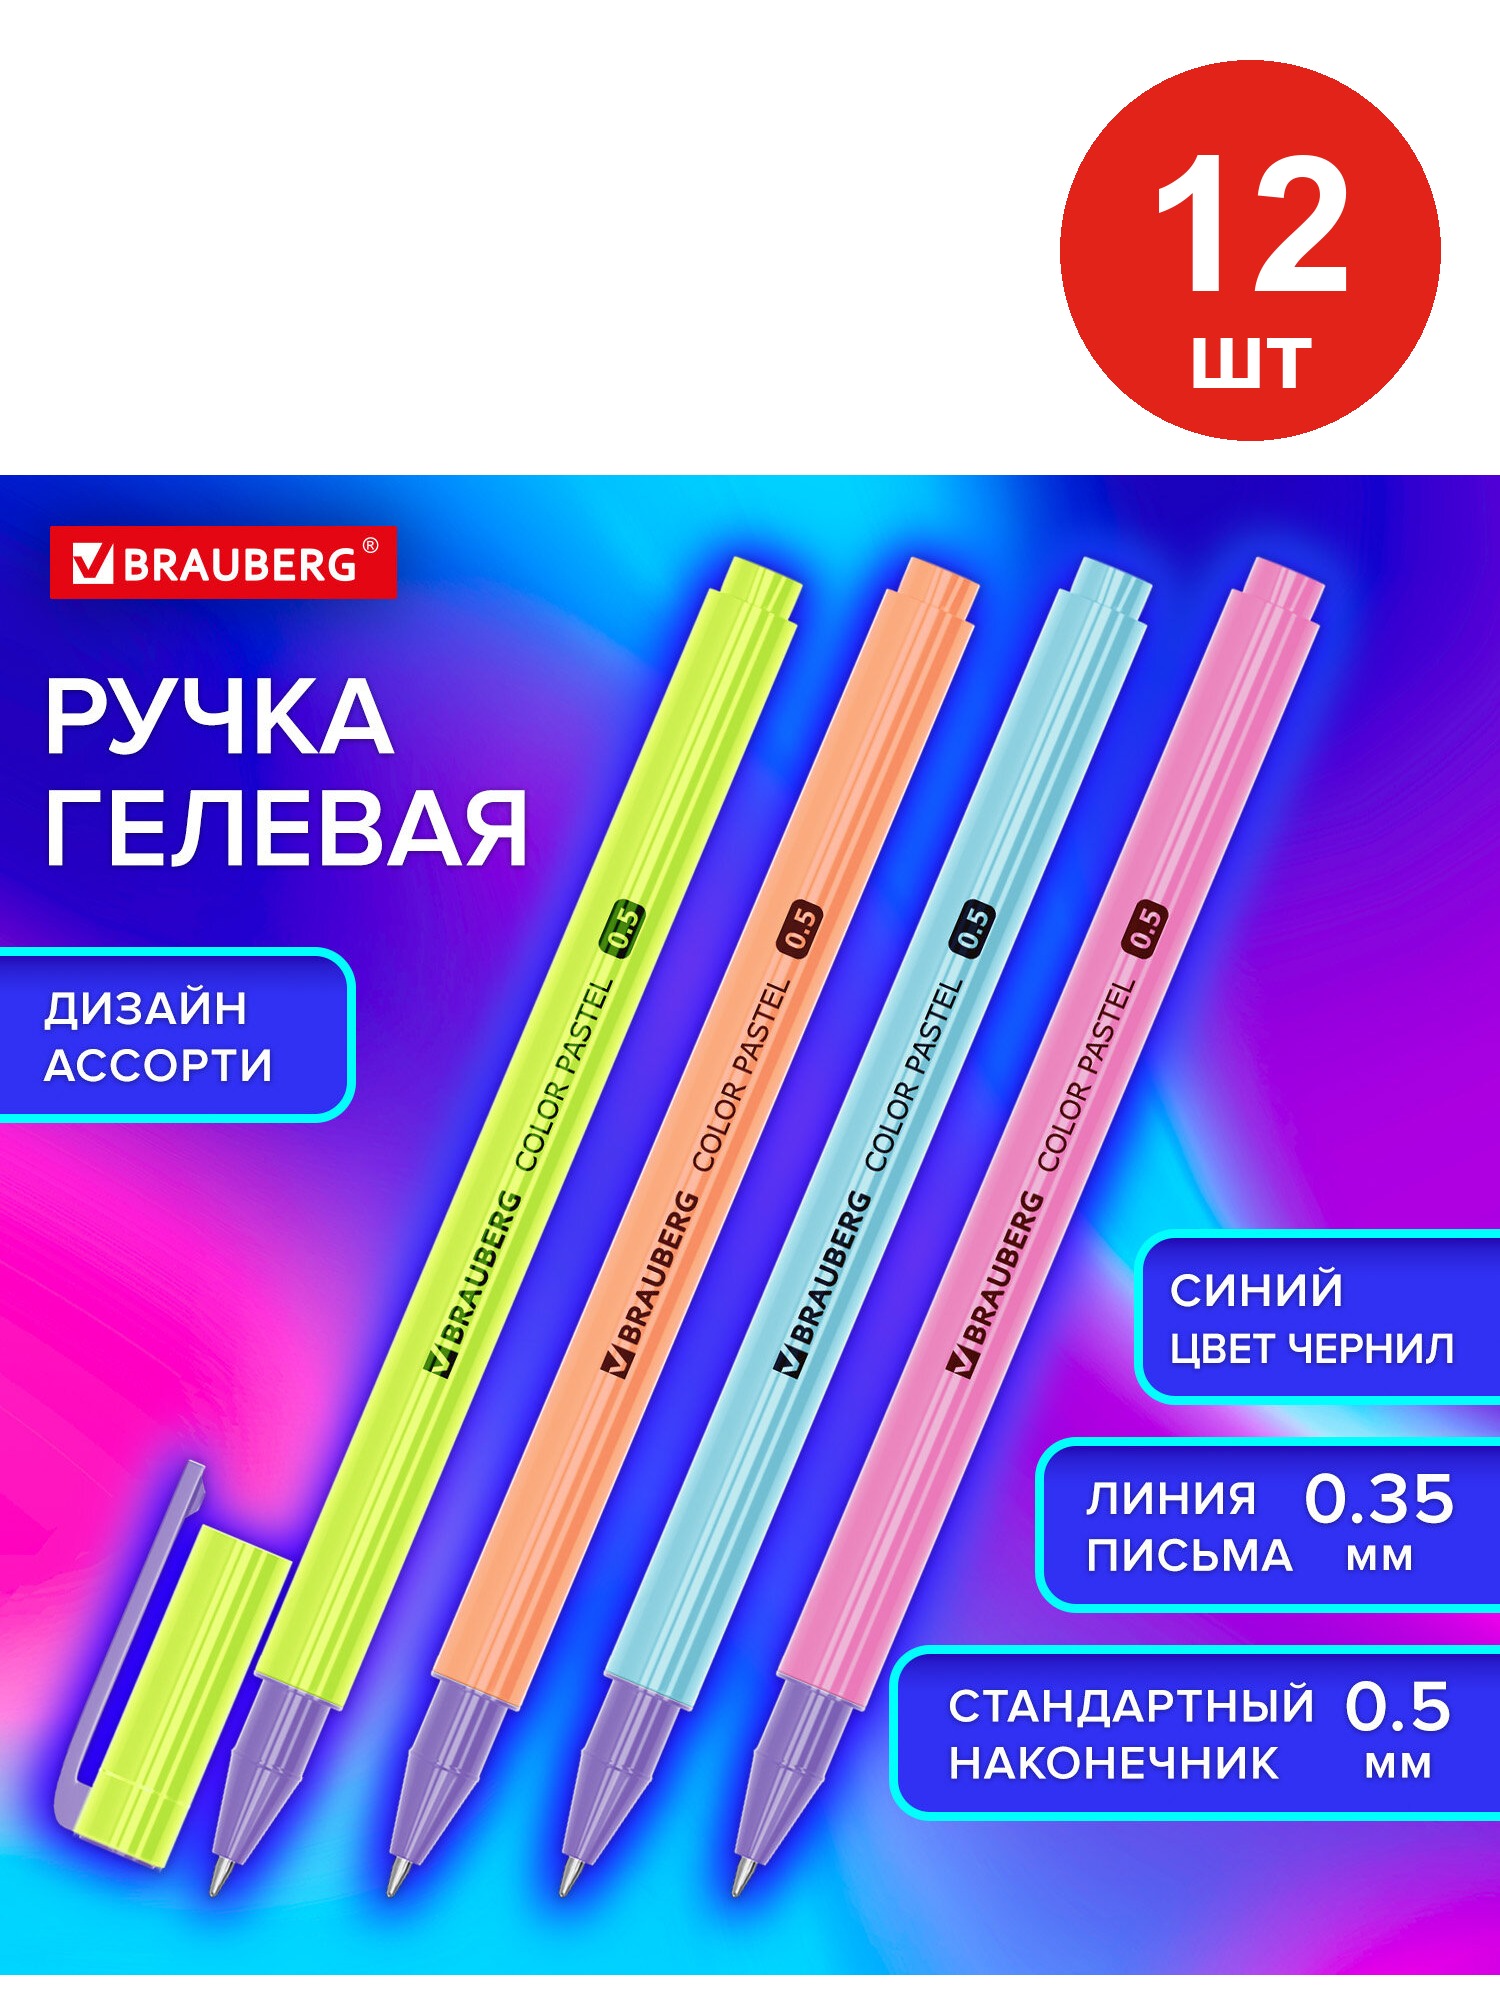 12
шт
BRAUBERG®
РУЧКА
ГЕЛЕВАЯ
ДИЗАЙН
АССОРТИ
BRAUBERG COLOR PASTEL 0.5
BRAUBERG COLOR PASTEL 0.5
BRAUBERG COLOR PASTEL 0.5
BRAUBERG COLOR PASTEL 0.5
СИНИЙ
ЦВЕТ ЧЕРНИЛ
ЛИНИЯ 0.35
ПИСЬМА мм
СТАНДАРТНЫЙ 0.5
НАКОНЕЧНИК мм